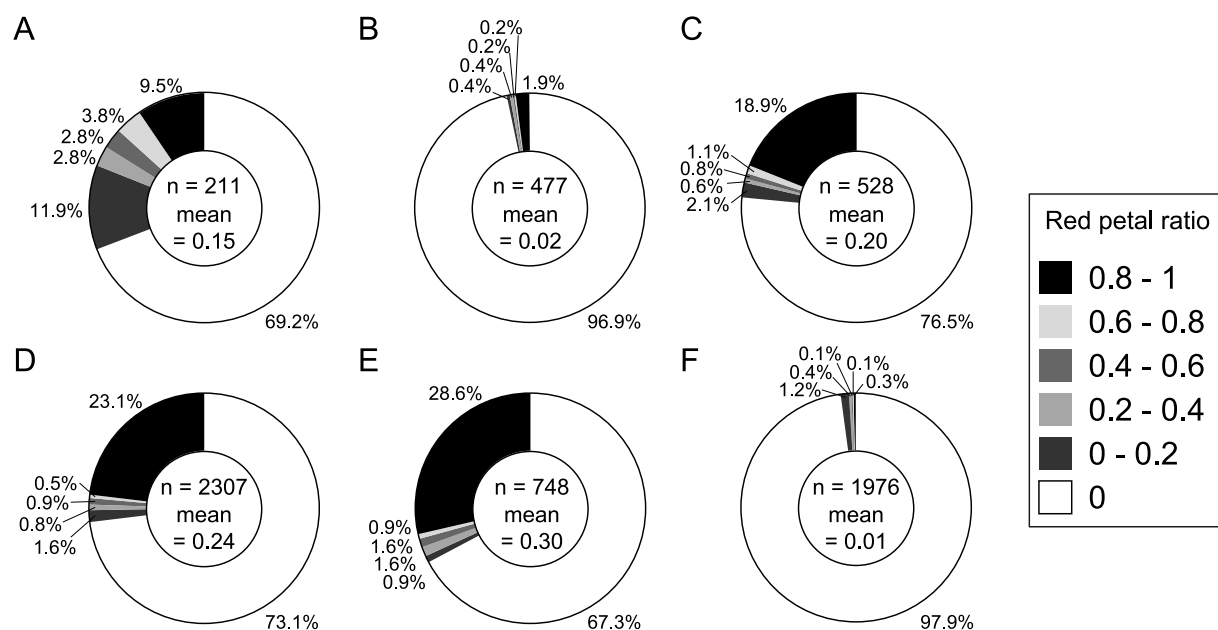 A
9.5%
3.8%
2.8%
2.8%
11.9%
n = 211
mean
= 0.15
69.2%
B
0.2%
0.2%
0.4%
0.4%
1.9%
n = 477
mean
= 0.02
96.9%
C
18.9%
1.1%
0.8%
0.6%
2.1%
n = 528
mean
= 0.20
76.5%
D
23.1%
0.5%
0.9%
0.8%
1.6%
n = 2307
mean
= 0.24
73.1%
E
28.6%
0.9%
1.6%
1.6%
0.9%
n = 748
mean
= 0.30
67.3%
F
0.1%
0.1%
0.4%
0.3%
1.2%
n = 1976
mean
= 0.01
97.9%
Red petal ratio
0.8 - 1
0.6 - 0.8
0.4 - 0.6
0.2 - 0.4
0 - 0.2
0